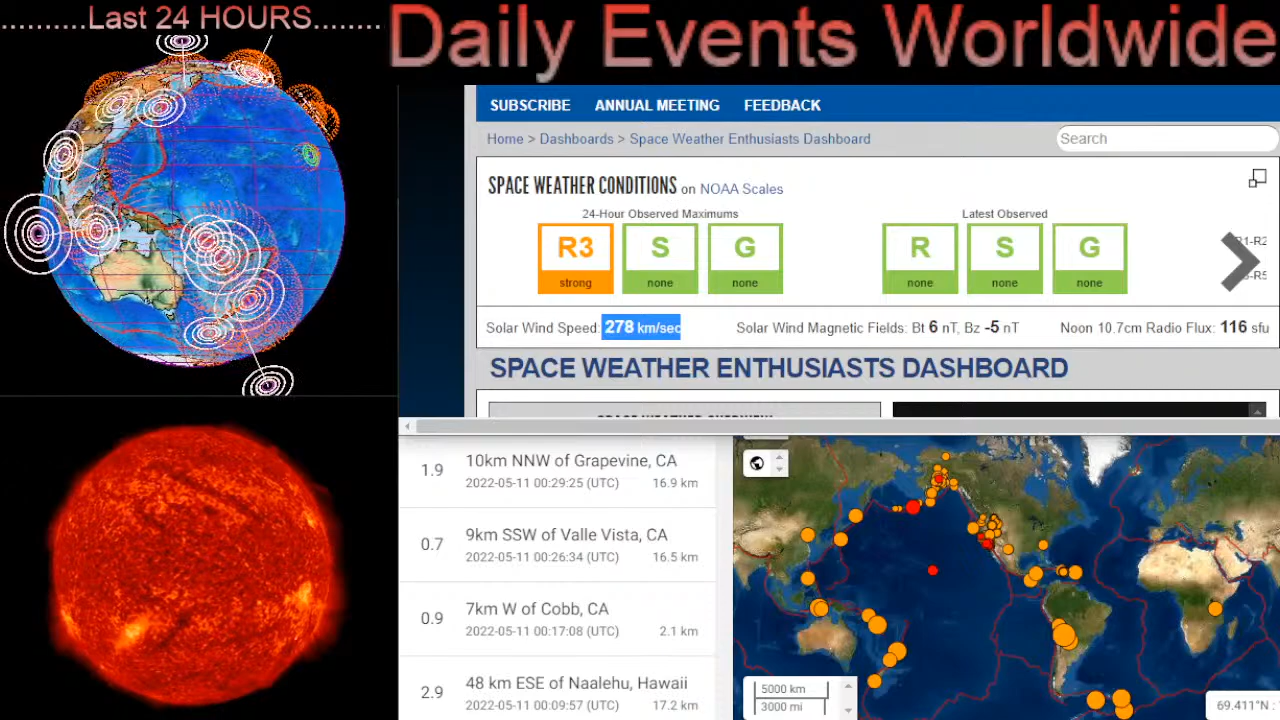 ..........Last 24 HOURS........
Daily Events Worldwide
SUBSCRIBE ANNUAL MEETING FEEDBACK
Home > Dashboards > Space Weather Enthusiasts Dashboard
Search
SPACE WEATHER CONDITIONS on NOAA Scales
24-Hour Observed Maximums
Latest Observed
R3 S G R S G
strong none none none none none
R1-R2
Solar Wind Speed: 278 km/sec Solar Wind Magnetic Fields: Bt 6 nT, Bz -5 nT Noon 10.7cm Radio Flux: 116 sfu
SPACE WEATHER ENTHUSIASTS DASHBOARD
1.9 10km NNW of Grapevine, CA
2022-05-11 00:29:25 (UTC) 16.9 km
0.7 9km SSW of Valle Vista, CA
2022-05-11 00:26:34 (UTC) 16.5 km
0.9 7km W of Cobb, CA
2022-05-11 00:17:08 (UTC) 2.1 km
2.9 48 km ESE of Naalehu, Hawaii
2022-05-11 00:09:57 (UTC) 17.2 km
5000 km
3000 mi
69.411°N :